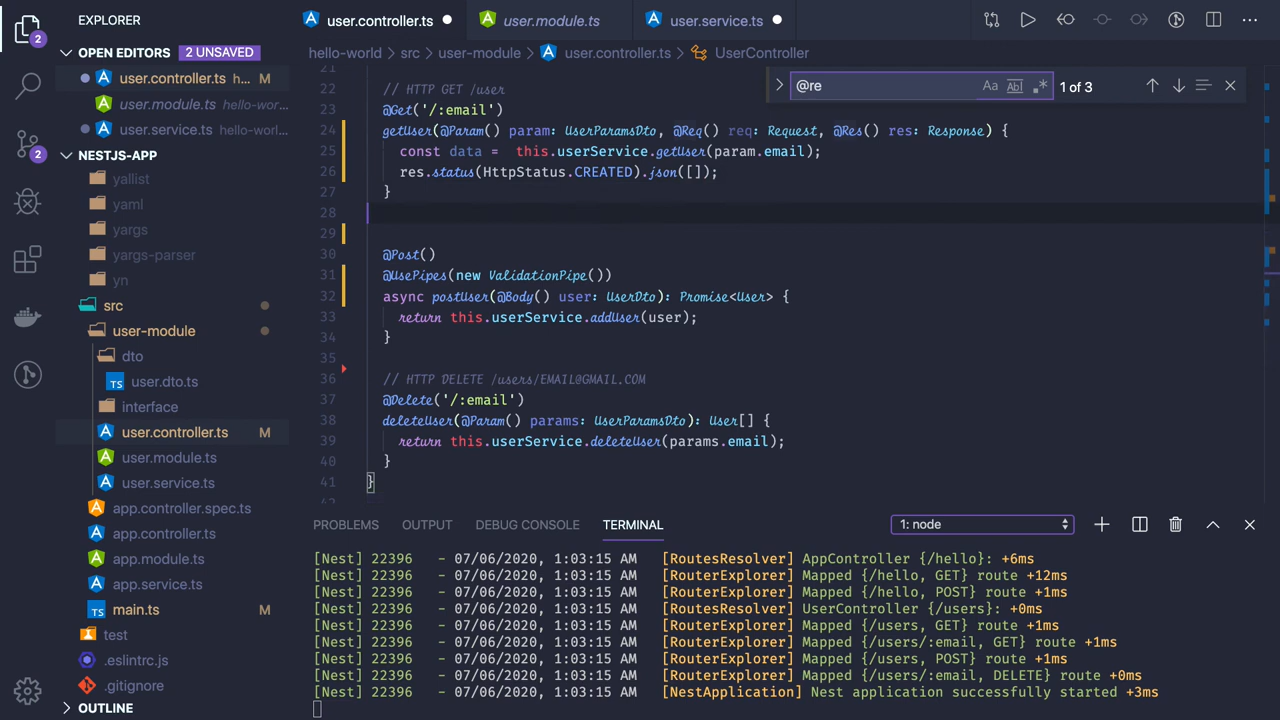 EXPLORER
OPEN EDITORS 2 UNSAVED
user.controller.ts h... M
user.module.ts hello-wor...
user.service.ts hello-worl...
NESTJS-APP
yallist
yaml
yargs
yargs-parser
yn
src
user-module
dto
TS user.dto.ts
interface
user.controller.ts M
user.module.ts
user.service.ts
app.controller.spec.ts
app.controller.ts
app.module.ts
app.service.ts
TS main.ts M
test
.eslintrc.js
.gitignore
OUTLINE
2
2
user.controller.ts
user.module.ts
user.service.ts
hello-world › src › user-module › user.controller.ts › UserController
@re
Aa Abl .*
1 of 3
21
22 // HTTP GET /user
23 @Get('/:email')
24 getUser(@Param() param: UserParamsDto, @Req() req: Request, @Res() res: Response) {
25 const data = this.userService.getUser(param.email);
26 res.status(HttpStatus.CREATED).json([]);
27 }
28
29
30 @Post()
31 @UsePipes(new ValidationPipe())
32 async postUser(@Body() user: UserDto): Promise<User> {
33 return this.userService.addUser(user);
34 }
35
36 // HTTP DELETE /users/EMAIL@GMAIL.COM
37 @Delete('/:email')
38 deleteUser(@Param() params: UserParamsDto): User[] {
39 return this.userService.deleteUser(params.email);
40 }
41 }
42
PROBLEMS OUTPUT DEBUG CONSOLE TERMINAL
1: node
[Nest] 22396 - 07/06/2020, 1:03:15 AM [RoutesResolver] AppController {/hello}: +6ms
[Nest] 22396 - 07/06/2020, 1:03:15 AM [RouterExplorer] Mapped {/hello, GET} route +12ms
[Nest] 22396 - 07/06/2020, 1:03:15 AM [RouterExplorer] Mapped {/hello, POST} route +1ms
[Nest] 22396 - 07/06/2020, 1:03:15 AM [RoutesResolver] UserController {/users}: +0ms
[Nest] 22396 - 07/06/2020, 1:03:15 AM [RouterExplorer] Mapped {/users, GET} route +1ms
[Nest] 22396 - 07/06/2020, 1:03:15 AM [RouterExplorer] Mapped {/users/:email, GET} route +1ms
[Nest] 22396 - 07/06/2020, 1:03:15 AM [RouterExplorer] Mapped {/users, POST} route +1ms
[Nest] 22396 - 07/06/2020, 1:03:15 AM [RouterExplorer] Mapped {/users/:email, DELETE} route +0ms
[Nest] 22396 - 07/06/2020, 1:03:15 AM [NestApplication] Nest application successfully started +3ms